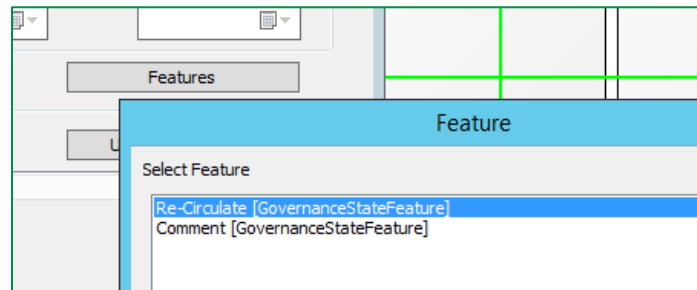 Features
Feature
Select Feature
Re-Circulate [GovernanceStateFeature]
Comment [GovernanceStateFeature]